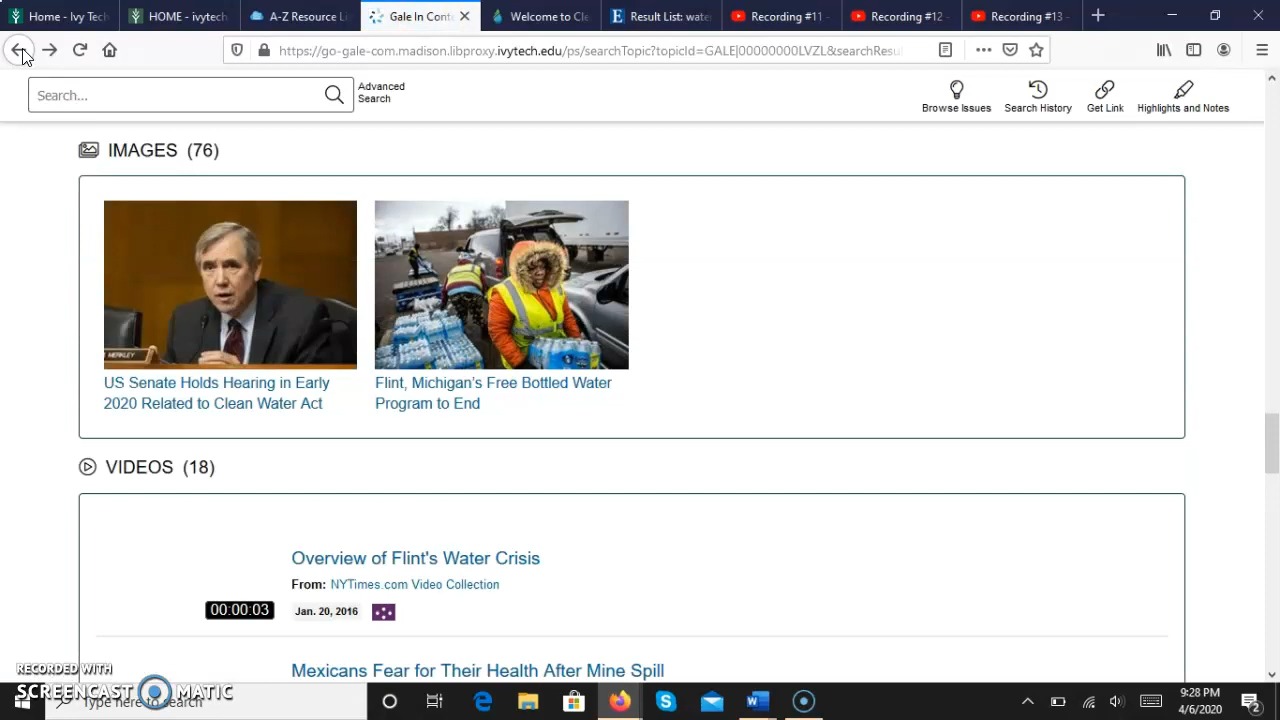 Home - Ivy Tech
HOME - ivytech
A-Z Resource Li
Gale In Cont
Welcome to Cle
Result List: wate
Recording #11 -
Recording #12 -
Recording #13 -
https://go-gale-com.madison.libproxy.ivytech.edu/ps/searchTopic?topicId=GALE|00000000LVZL&searchResu
Search...
Advanced
Search
Browse Issues
Search History
Get Link
Highlights and Notes
IMAGES (76)
MERKLEY
US Senate Holds Hearing in Early
2020 Related to Clean Water Act
Flint, Michigan's Free Bottled Water
Program to End
VIDEOS (18)
Overview of Flint's Water Crisis
From: NYTimes.com Video Collection
00:00:03
Jan. 20, 2016
Mexicans Fear for Their Health After Mine Spill
RECORDED WITH
SCREENCAST MATIC
Type here to search
9:28 PM
4/6/2020
2